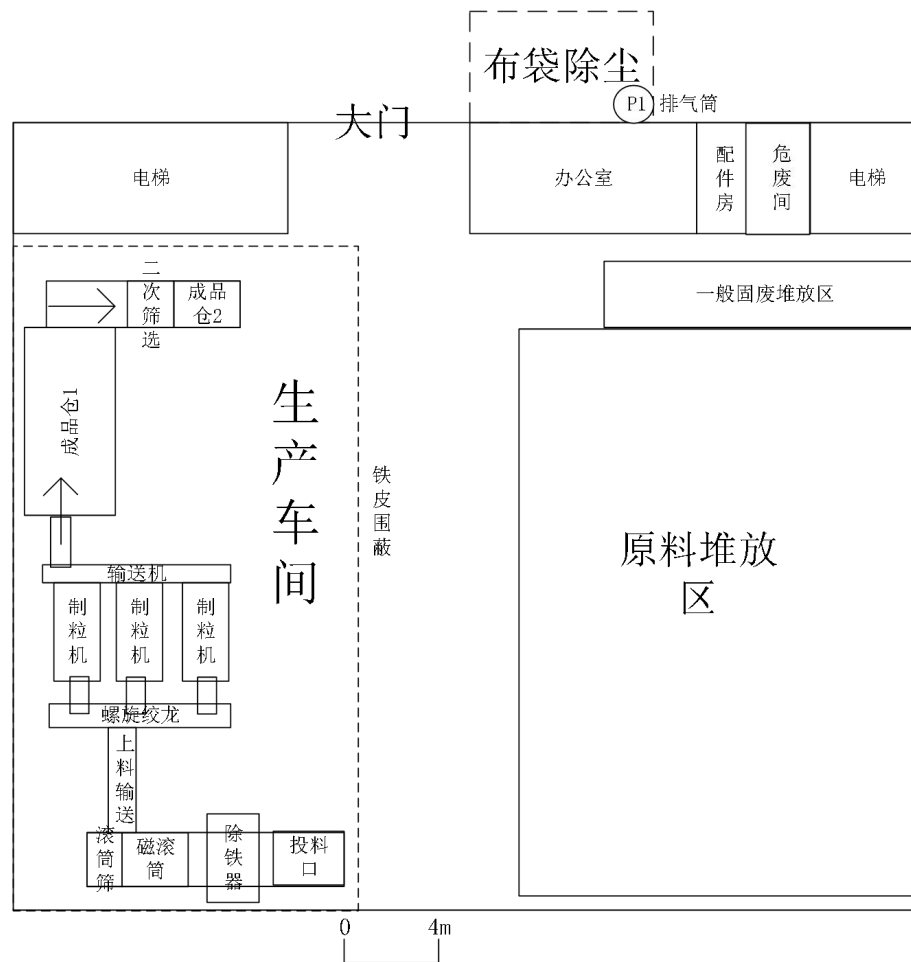 布袋除尘
P1
排气筒
大门
电梯
办公室
配件房
危废间
电梯
二次筛选
成品
仓2
一般固废堆放区
成品仓1
生产车间
铁皮围蔽
原料堆放
区
输送机
制粒机
制粒机
制粒机
螺旋绞龙
上料输送
滚筒筛
磁滚
筒
除铁器
投料
口
0
4m